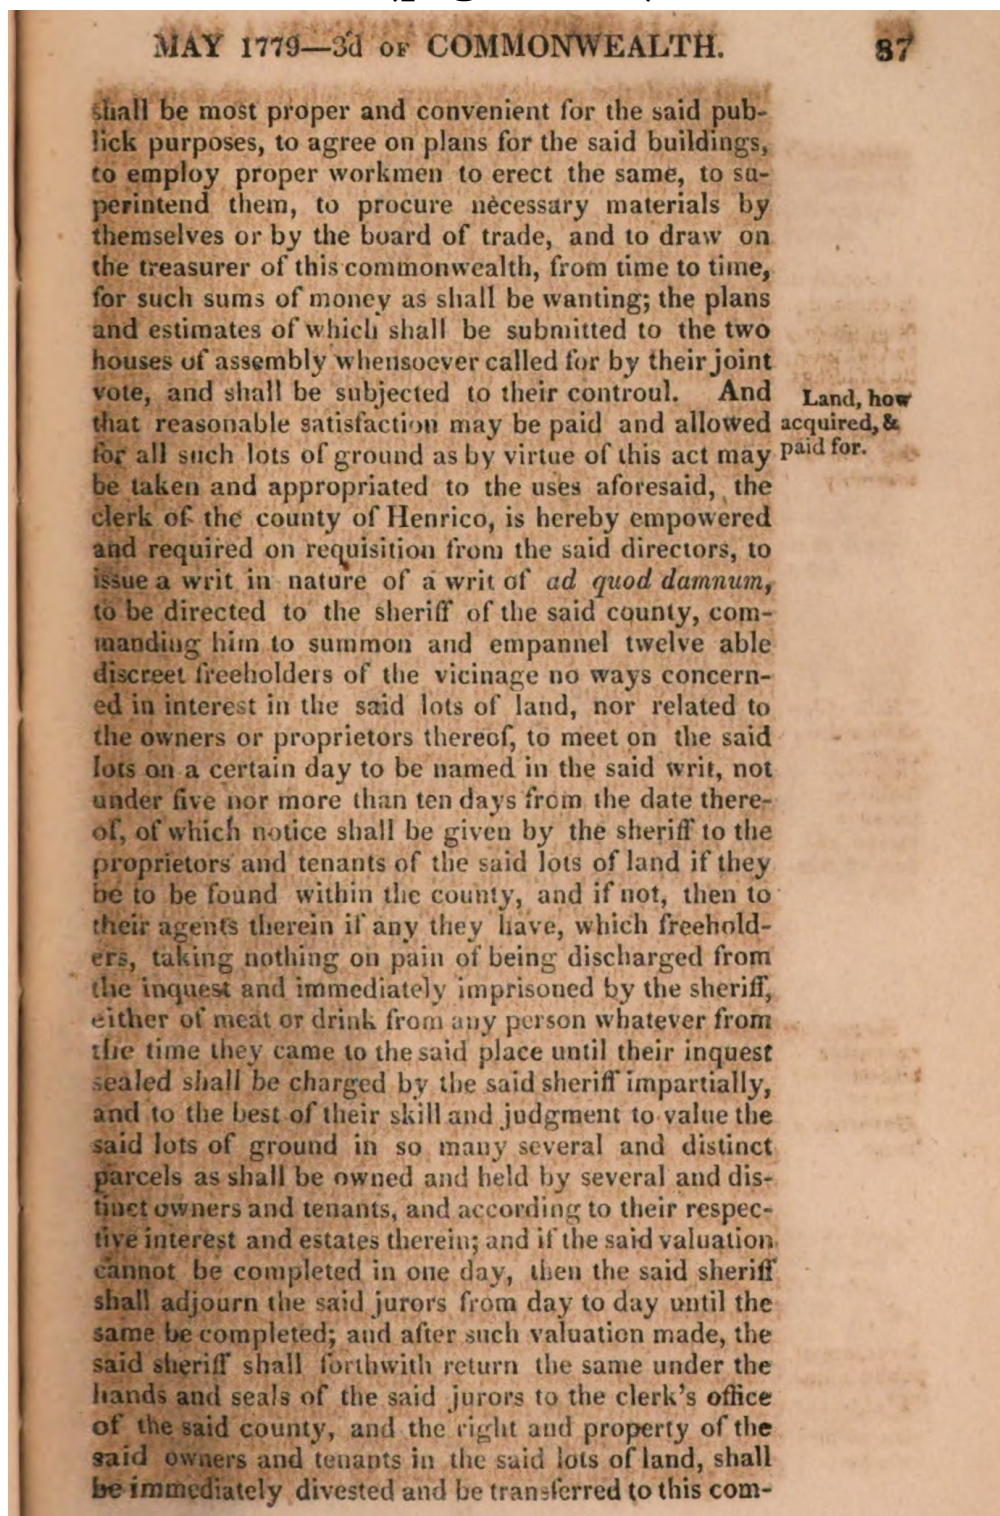 MAY 1779—3d OF COMMONWEALTH. 87
shall be most proper and convenient for the said pub-
lick purposes, to agree on plans for the said buildings,
to employ proper workmen to erect the same, to su-
perintend them, to procure necessary materials by
themselves or by the board of trade, and to draw on
the treasurer of this commonwealth, from time to time,
for such sums of money as shall be wanting; the plans
and estimates of which shall be submitted to the two
houses of assembly whensoever called for by their joint
vote, and shall be subjected to their controul. And
that reasonable satisfaction may be paid and allowed
for all such lots of ground as by virtue of this act may
be taken and appropriated to the uses aforesaid, the
clerk of the county of Henrico, is hereby empowered
and required on requisition from the said directors, to
issue a writ in nature of a writ of ad quod damnum,
to be directed to the sheriff of the said county, com-
manding him to summon and empannel twelve able
discreet freeholders of the vicinage no ways concern-
ed in interest in the said lots of land, nor related to
the owners or proprietors thereof, to meet on the said
lots on a certain day to be named in the said writ, not
under five nor more than ten days from the date there-
of, of which notice shall be given by the sheriff to the
proprietors and tenants of the said lots of land if they
be to be found within the county, and if not, then to
their agents therein if any they have, which freehold-
ers, taking nothing on pain of being discharged from
the inquest and immediately imprisoned by the sheriff,
either of meat or drink from any person whatever from
the time they came to the said place until their inquest
sealed shall be charged by the said sheriff impartially,
and to the best of their skill and judgment to value the
said lots of ground in so many several and distinct
parcels as shall be owned and held by several and dis-
tinct owners and tenants, and according to their respec-
tive interest and estates therein; and if the said valuation
cannot be completed in one day, then the said sheriff
shall adjourn the said jurors from day to day until the
same be completed; and after such valuation made, the
said sheriff shall forthwith return the same under the
hands and seals of the said jurors to the clerk's office
of the said county, and the right and property of the
said owners and tenants in the said lots of land, shall
be immediately divested and be transferred to this com-
Land, how
acquired, &
paid for.